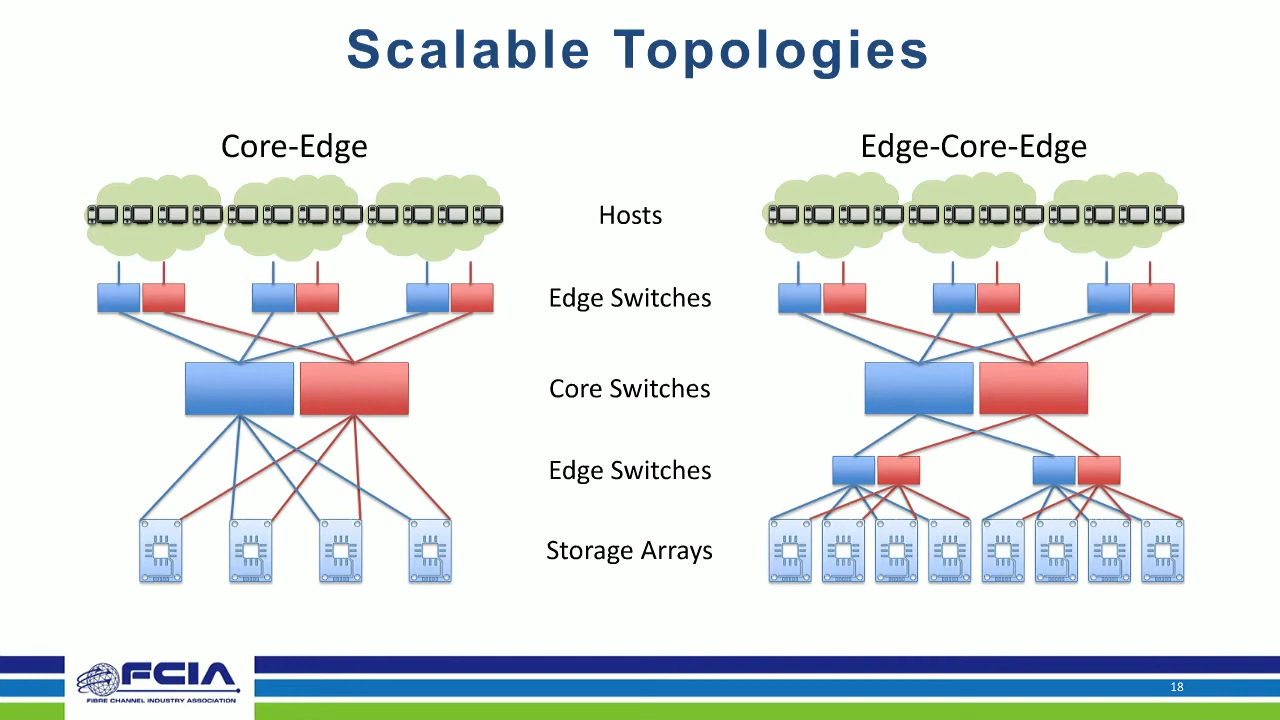 Scalable Topologies
Core-Edge
Edge-Core-Edge
Hosts
Edge Switches
Core Switches
Edge Switches
Storage Arrays
FCIA
FIBRE CHANNEL INDUSTRY ASSOCIATION
18